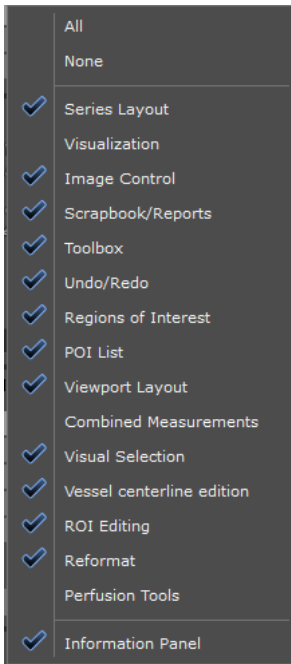 All
None
Series Layout
Visualization
Image Control
Scrapbook/Reports
Toolbox
Undo/Redo
Regions of Interest
POI List
Viewport Layout
Combined Measurements
Visual Selection
Vessel centerline edition
ROI Editing
Reformat
Perfusion Tools
Information Panel